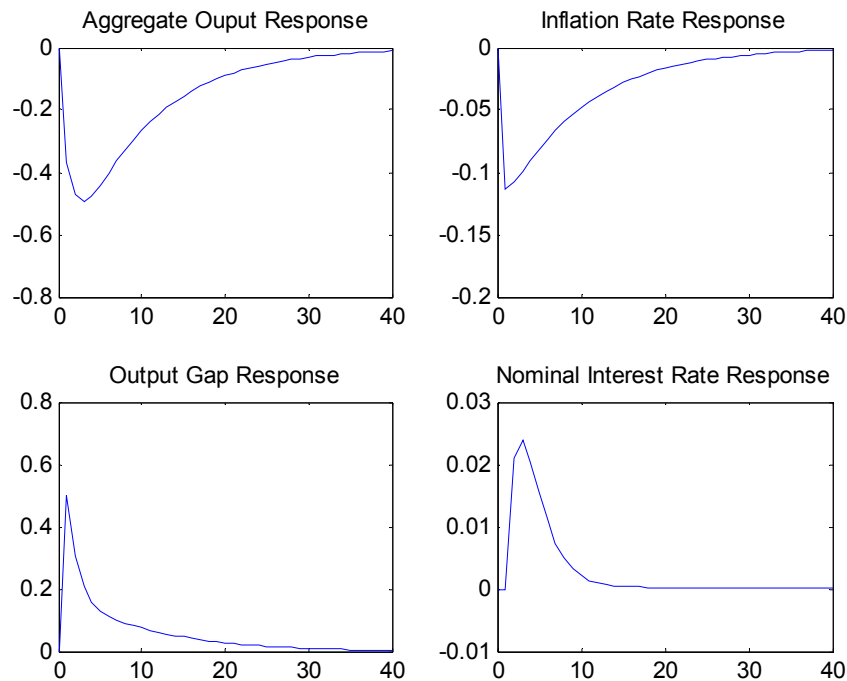 Aggregate Ouput Response
0
-0.2
-0.4
-0.6
-0.8
0 10 20 30 40
Inflation Rate Response
0
-0.05
-0.1
-0.15
-0.2
0 10 20 30 40
Output Gap Response
0.8
0.6
0.4
0.2
0
0 10 20 30 40
Nominal Interest Rate Response
0.03
0.02
0.01
0
-0.01
0 10 20 30 40